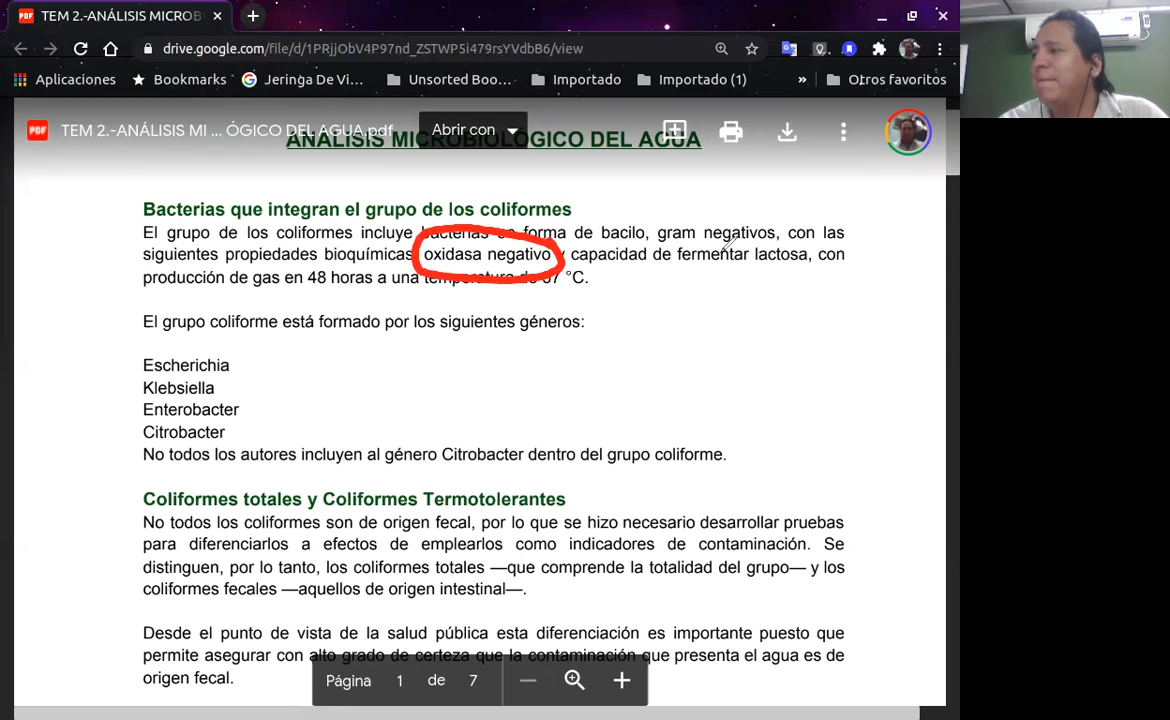 TEM 2.-ANÁLISIS MICROB
drive.google.com/file/d/1PRjjObV4P97nd_ZSTWP5i479rsYVdbB6/view
Aplicaciones Bookmarks Jeringa De Vi... Unsorted Boo... Importado Importado (1) » Otros favoritos
PDF TEM 2.-ANÁLISIS MI ... ÓGICO DEL AGUA.pdf Abrir con
ANÁLISIS MICROBIOLÓGICO DEL AGUA
Bacterias que integran el grupo de los coliformes
El grupo de los coliformes incluye bacterias en forma de bacilo, gram negativos, con las
siguientes propiedades bioquímicas oxidasa negativo y capacidad de fermentar lactosa, con
producción de gas en 48 horas a una temperatura de 37 °C.
El grupo coliforme está formado por los siguientes géneros:
Escherichia
Klebsiella
Enterobacter
Citrobacter
No todos los autores incluyen al género Citrobacter dentro del grupo coliforme.
Coliformes totales y Coliformes Termotolerantes
No todos los coliformes son de origen fecal, por lo que se hizo necesario desarrollar pruebas
para diferenciarlos a efectos de emplearlos como indicadores de contaminación. Se
distinguen, por lo tanto, los coliformes totales —que comprende la totalidad del grupo— y los
coliformes fecales —aquellos de origen intestinal—.
Desde el punto de vista de la salud pública esta diferenciación es importante puesto que
permite asegurar con alto grado de certeza que la contaminación que presenta el agua es de
origen fecal.
Página 1 de 7